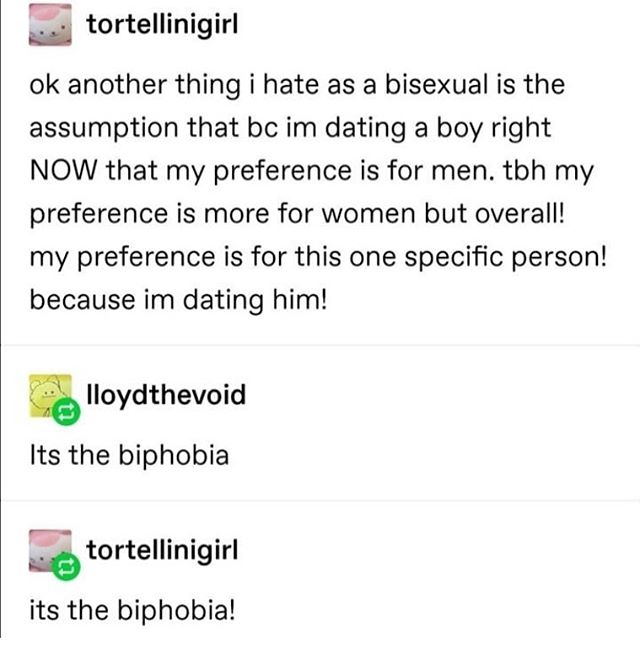 tortellinigirl
ok another thing i hate as a bisexual is the
assumption that bc im dating a boy right
NOW that my preference is for men. tbh my
preference is more for women but overall!
my preference is for this one specific person!
because im dating him!
lloydthevoid
Its the biphobia
tortellinigirl
its the biphobia!